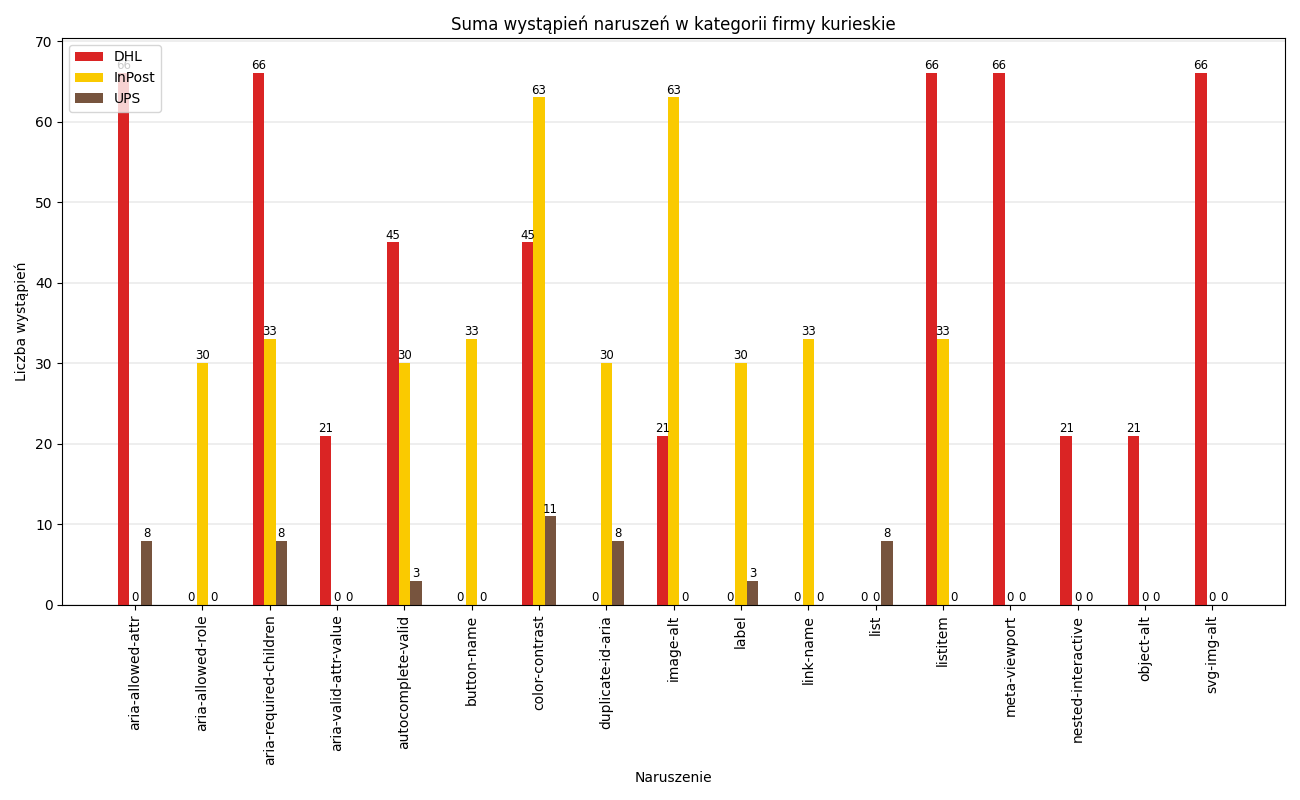 Suma wystąpień naruszeń w kategorii firmy kurieskie
DHL
InPost
UPS
Liczba wystąpień
70
60
50
40
30
20
10
0
66 0 8
0 30 0
66 33 8
21 0 0
45 30 3
0 33 0
45 63 11
0 30 8
21 63 0
0 30 3
0 33 0
0 0 8
66 33 0
66 0 0
21 0 0
21 0 0
66 0 0
aria-allowed-attr
aria-allowed-role
aria-required-children
aria-valid-attr-value
autocomplete-valid
button-name
color-contrast
duplicate-id-aria
image-alt
label
link-name
list
listitem
meta-viewport
nested-interactive
object-alt
svg-img-alt
Naruszenie